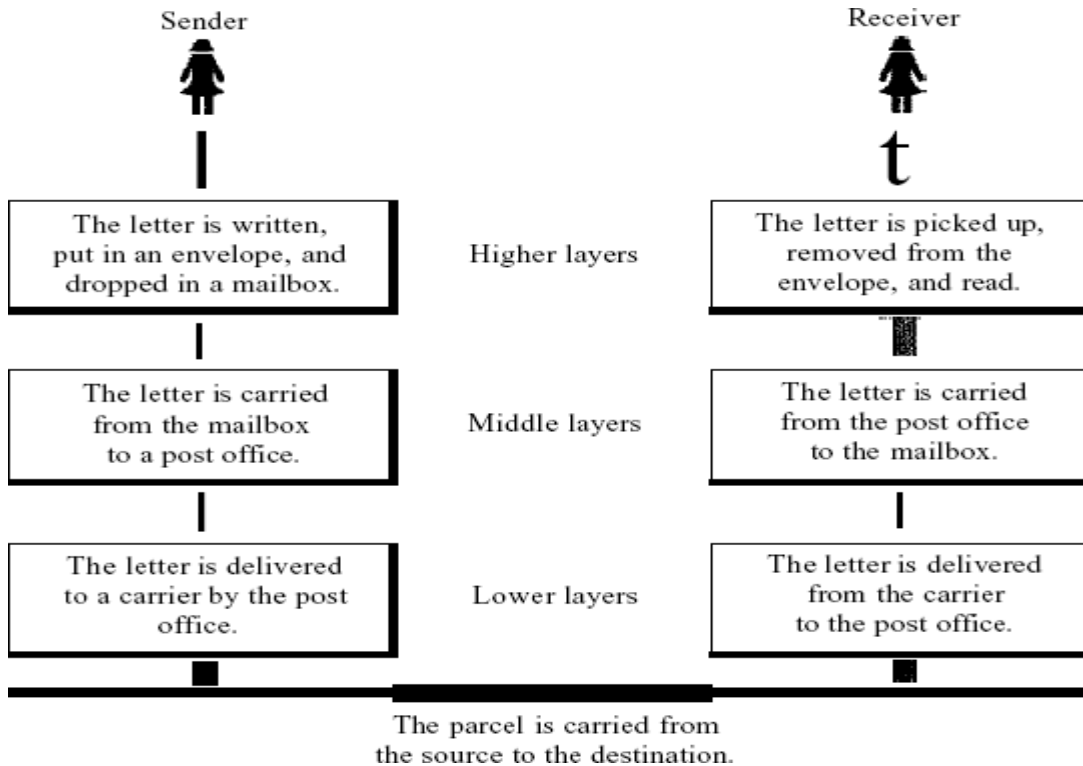 Sender
Receiver
t
The letter is written,
put in an envelope, and
dropped in a mailbox.
Higher layers
The letter is picked up,
removed from the
envelope, and read.
The letter is carried
from the mailbox
to a post office.
Middle layers
The letter is carried
from the post office
to the mailbox.
The letter is delivered
to a carrier by the post
office.
Lower layers
The letter is delivered
from the carrier
to the post office.
The parcel is carried from
the source to the destination.